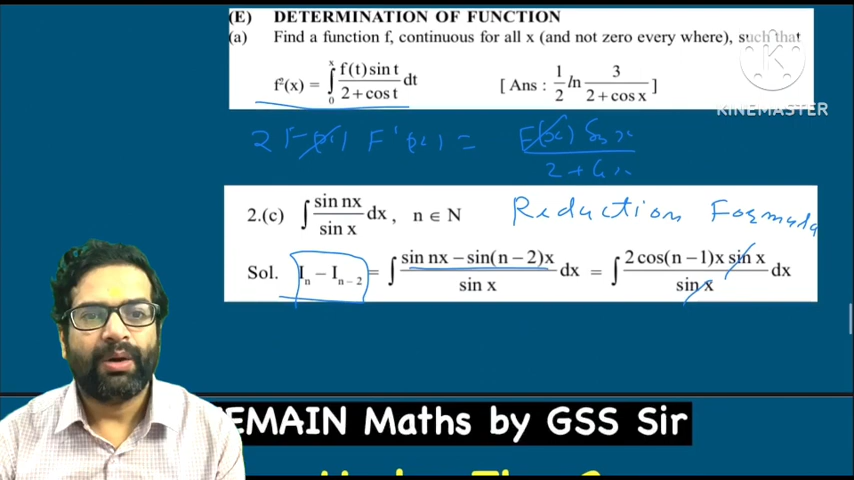 (E) DETERMINATION OF FUNCTION
(a) Find a function f, continuous for all x (and not zero every where), such that
f²(x) = ∫₀ˣ f(t) sin t / 2 + cos t dt [ Ans : 1/2 ln 3 / 2 + cos x ]
KINEMASTER
2 F(x) F'(x) = F(x) Sin x / 2 +
2.(c) ∫ sin nx / sin x dx , n ∈ N Reduction Formula
Sol. Iₙ – Iₙ₋₂ = ∫ sin nx – sin(n – 2)x / sin x dx = ∫ 2 cos(n – 1)x sin x / sin x dx
EMAIN Maths by GSS Sir